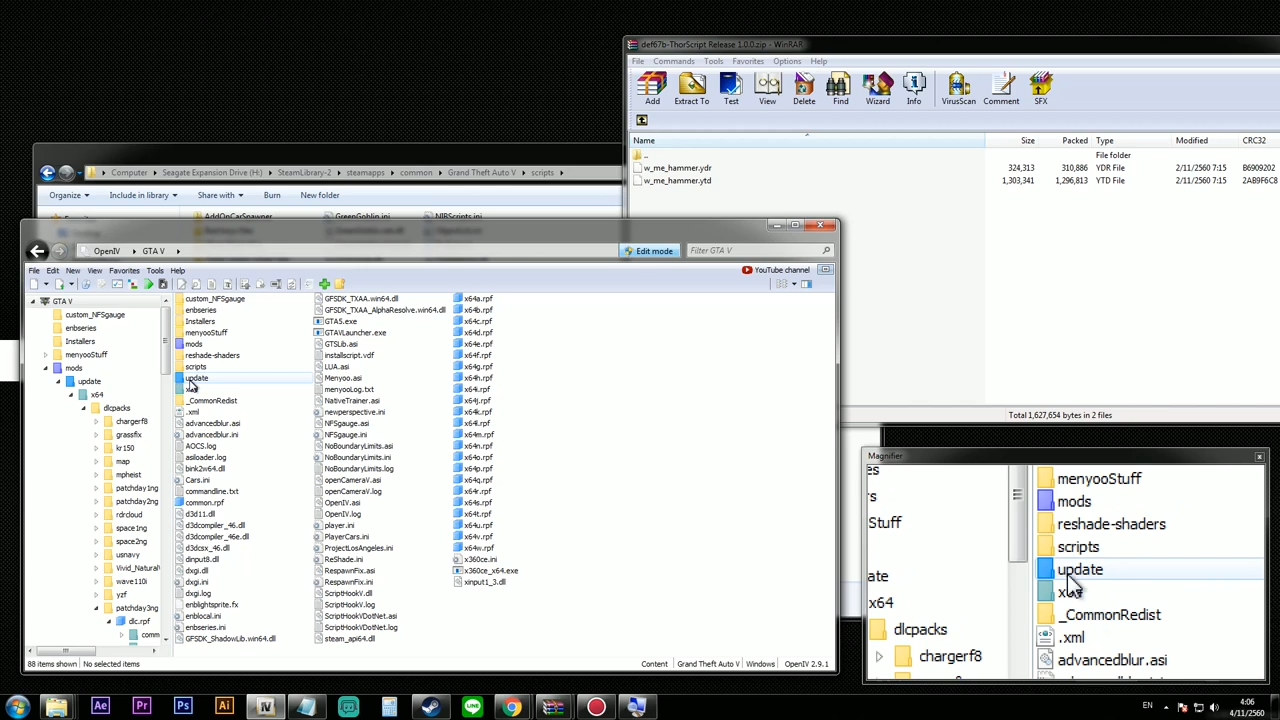 def67b-ThorScript Release 1.0.0.zip - WinRAR
File Commands Tools Favorites Options Help
Add Extract To Test View Delete Find Wizard Info VirusScan Comment SFX
Name Size Packed Type Modified CRC32
.. File folder
w_me_hammer.ydr 324,313 310,886 YDR File 2/11/2560 7:15 B6909202
w_me_hammer.ytd 1,303,341 1,296,813 YTD File 2/11/2560 7:15 2AB9F6C8
Total 1,627,654 bytes in 2 files
Computer Seagate Expansion Drive (H:) SteamLibrary-2 steamapps common Grand Theft Auto V scripts
Organize Include in library Share with Burn New folder
AddOnCarSpawner GreenGoblin.ini NIBScripts.ini
OpenIV GTA V Edit mode Filter GTA V
File Edit New View Favorites Tools Help YouTube channel
GTA V
custom_NFSgauge
enbseries
Installers
menyooStuff
mods
update
x64
dlcpacks
chargerf8
grassfix
kr150
map
mpheist
patchday1ng
patchday2ng
rdrcloud
space1ng
space2ng
usnavy
Vivid_Natural
wave110i
yzf
patchday3ng
dlc.rpf
comm
custom_NFSgauge
enbseries
Installers
menyooStuff
mods
reshade-shaders
scripts
update
_CommonRedist
.xml
advancedblur.asi
advancedblur.ini
AOCS.log
asiloader.log
bink2w64.dll
Cars.ini
commandline.txt
common.rpf
d3d11.dll
d3dcompiler_46.dll
d3dcompiler_46e.dll
d3dcsx_46.dll
dinput8.dll
dxgi.dll
dxgi.ini
dxgi.log
enblightsprite.fx
enblocal.ini
enbseries.ini
GFSDK_ShadowLib.win64.dll
GFSDK_TXAA.win64.dll
GFSDK_TXAA_AlphaResolve.win64.dll
GTA5.exe
GTAVLauncher.exe
GTSLib.asi
installscript.vdf
LUA.asi
Menyoo.asi
menyooLog.txt
NativeTrainer.asi
newperspective.ini
NFSgauge.asi
NFSgauge.ini
NoBoundaryLimits.asi
NoBoundaryLimits.ini
NoBoundaryLimits.log
openCameraV.asi
openCameraV.log
OpenIV.asi
OpenIV.log
player.ini
PlayerCars.ini
ProjectLosAngeles.ini
ReShade.ini
RespawnFix.asi
RespawnFix.ini
ScriptHookV.dll
ScriptHookV.log
ScriptHookVDotNet.asi
ScriptHookVDotNet.log
steam_api64.dll
x64a.rpf
x64b.rpf
x64c.rpf
x64d.rpf
x64e.rpf
x64f.rpf
x64g.rpf
x64h.rpf
x64i.rpf
x64j.rpf
x64k.rpf
x64l.rpf
x64m.rpf
x64n.rpf
x64o.rpf
x64p.rpf
x64q.rpf
x64r.rpf
x64s.rpf
x64t.rpf
x64u.rpf
x64v.rpf
x64w.rpf
x360ce.ini
x360ce_x64.exe
xinput1_3.dll
88 items shown No selected items Content Grand Theft Auto V Windows OpenIV 2.9.1
Magnifier
menyooStuff
mods
reshade-shaders
scripts
update
_CommonRedist
.xml
advancedblur.asi
es
rs
Stuff
ate
x64
dlcpacks
chargerf8
Ae Pr Ps Ai IV LINE
EN 4:06
4/11/2560